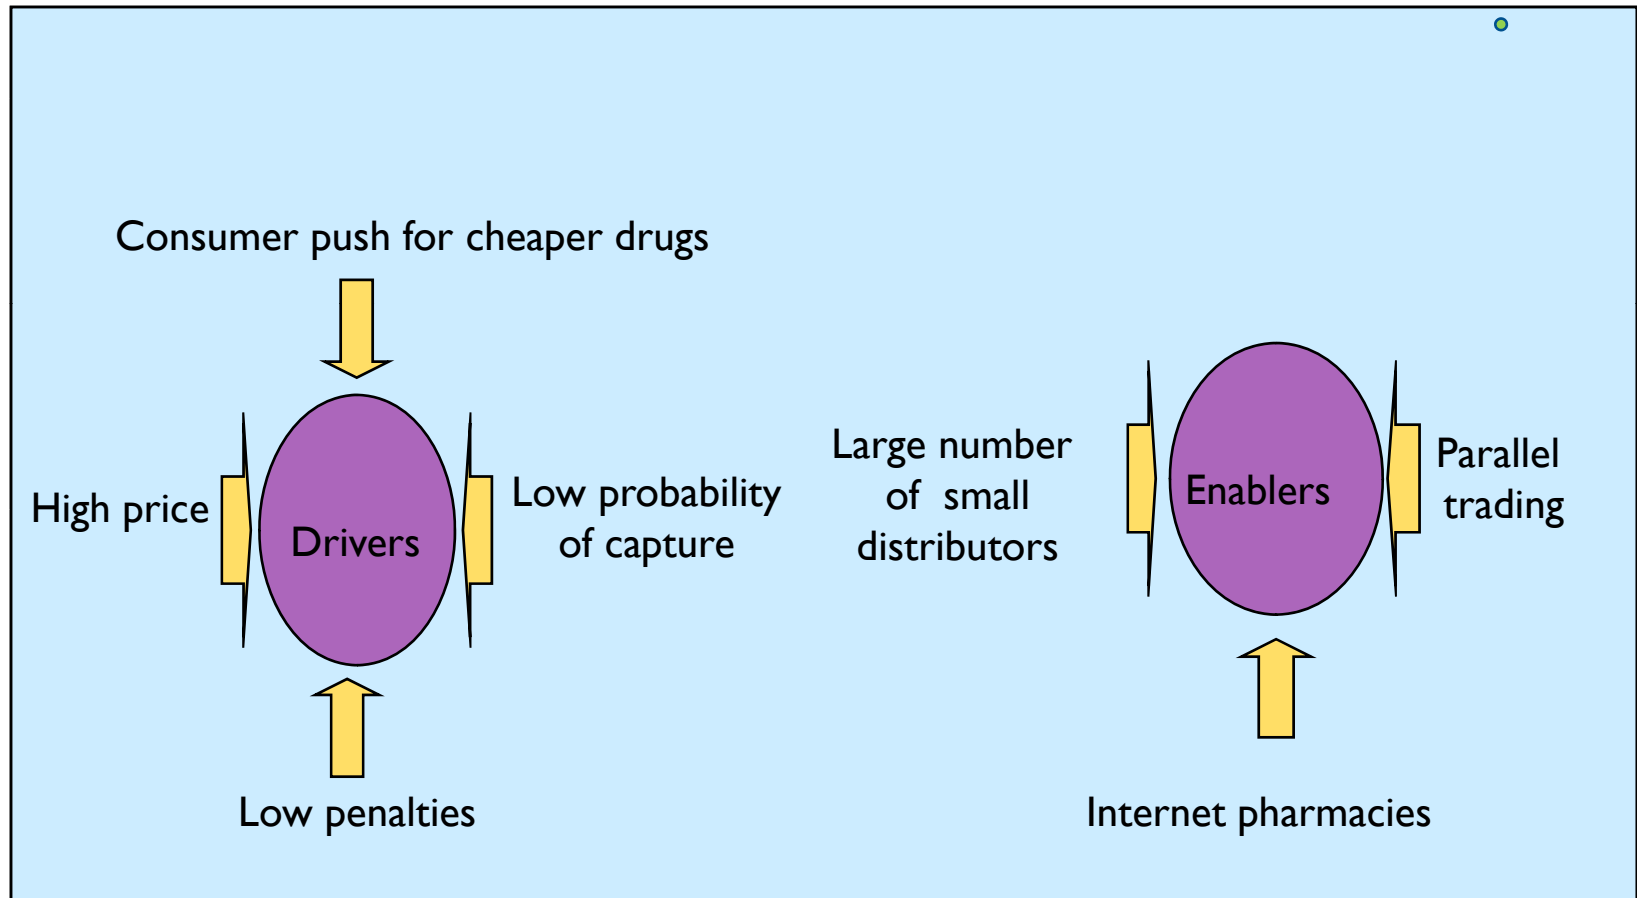 Consumer push for cheaper drugs
High price
Drivers
Low probability
of capture
Low penalties
Large number
of small
distributors
Enablers
Parallel
trading
Internet pharmacies